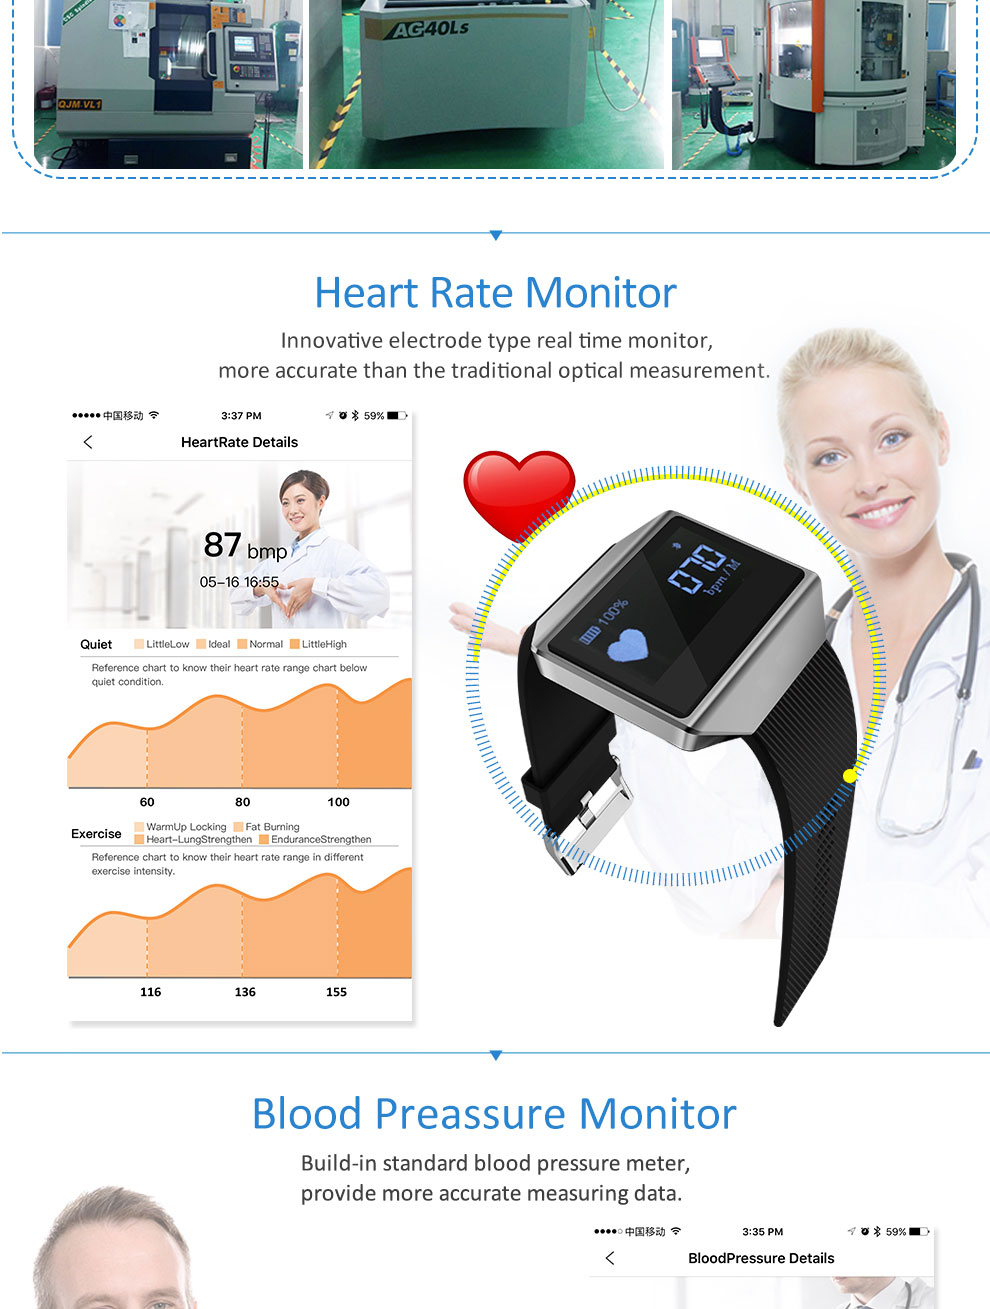 QJM-VL1
AG40Ls
Heart Rate Monitor
Innovative electrode type real time monitor,
more accurate than the traditional optical measurement.
中国移动 3:37 PM 59%
HeartRate Details
87 bmp
05-16 16:55
Quiet LittleLow Ideal Normal LittleHigh
Reference chart to know their heart rate range chart below
quiet condition.
60 80 100
Exercise WarmUp Locking Fat Burning
Heart-LungStrengthen EnduranceStrengthen
Reference chart to know their heart rate range in different
exercise intensity.
116 136 155
070
bpm / M
100%
Blood Preassure Monitor
Build-in standard blood pressure meter,
provide more accurate measuring data.
中国移动 3:35 PM 59%
BloodPressure Details